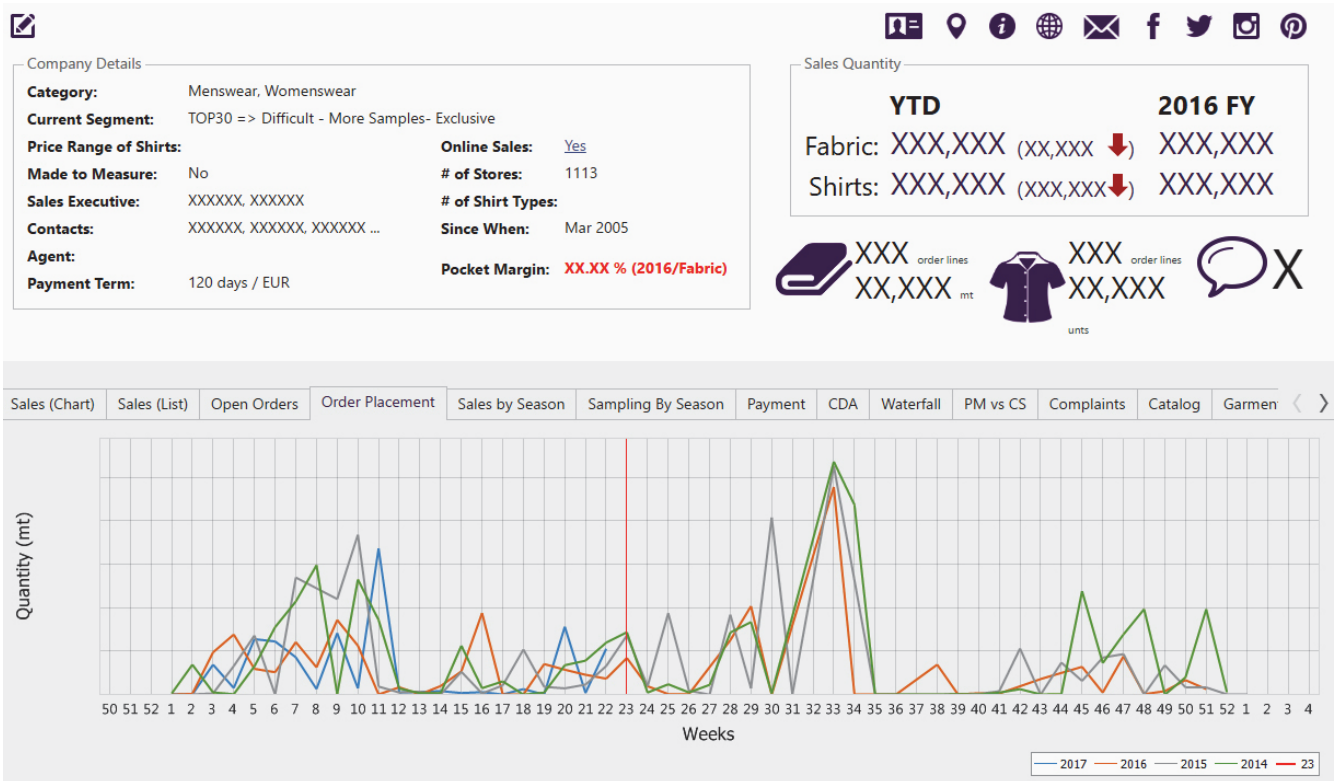 Company Details
Category: Menswear, Womenswear
Current Segment: TOP30 => Difficult - More Samples- Exclusive
Price Range of Shirts: Online Sales: Yes
Made to Measure: No # of Stores: 1113
Sales Executive: XXXXXX, XXXXXX # of Shirt Types:
Contacts: XXXXXX, XXXXXX, XXXXXX ... Since When: Mar 2005
Agent:
Pocket Margin: XX.XX % (2016/Fabric)
Payment Term: 120 days / EUR
Sales Quantity
YTD 2016 FY
Fabric: XXX,XXX (XX,XXX ) XXX,XXX
Shirts: XXX,XXX (XXX,XXX ) XXX,XXX
XXX order lines
XX,XXX mt
XXX order lines
XX,XXX
unts
X
Sales (Chart) Sales (List) Open Orders Order Placement Sales by Season Sampling By Season Payment CDA Waterfall PM vs CS Complaints Catalog Garmen
Quantity (mt)
50 51 52 1 2 3 4 5 6 7 8 9 10 11 12 13 14 15 16 17 18 19 20 21 22 23 24 25 26 27 28 29 30 31 32 33 34 35 36 37 38 39 40 41 42 43 44 45 46 47 48 49 50 51 52 1 2 3 4
Weeks
2017 2016 2015 2014 23